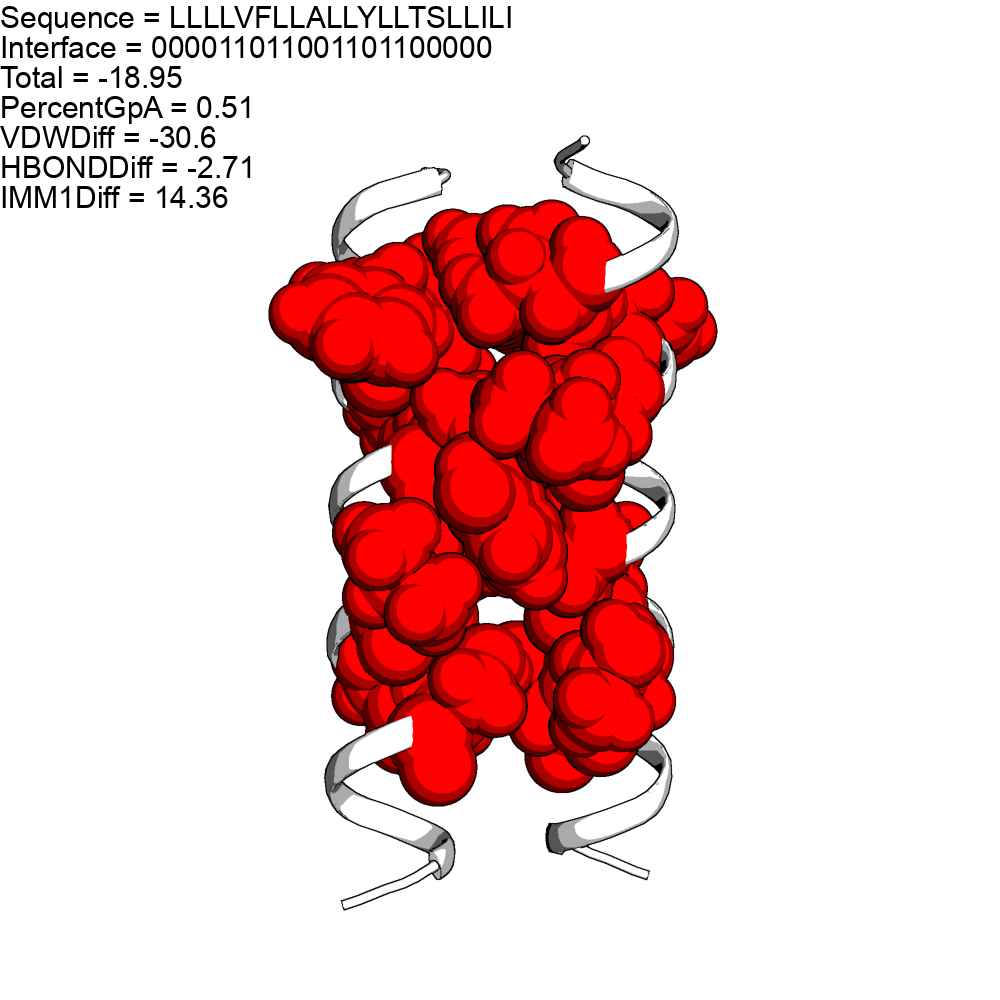 Sequence = LLLLVFLLALLYLLTSLLILI
Interface = 000011011001101100000
Total = -18.95
PercentGpA = 0.51
VDWDiff = -30.6
HBONDDiff = -2.71
IMM1Diff = 14.36